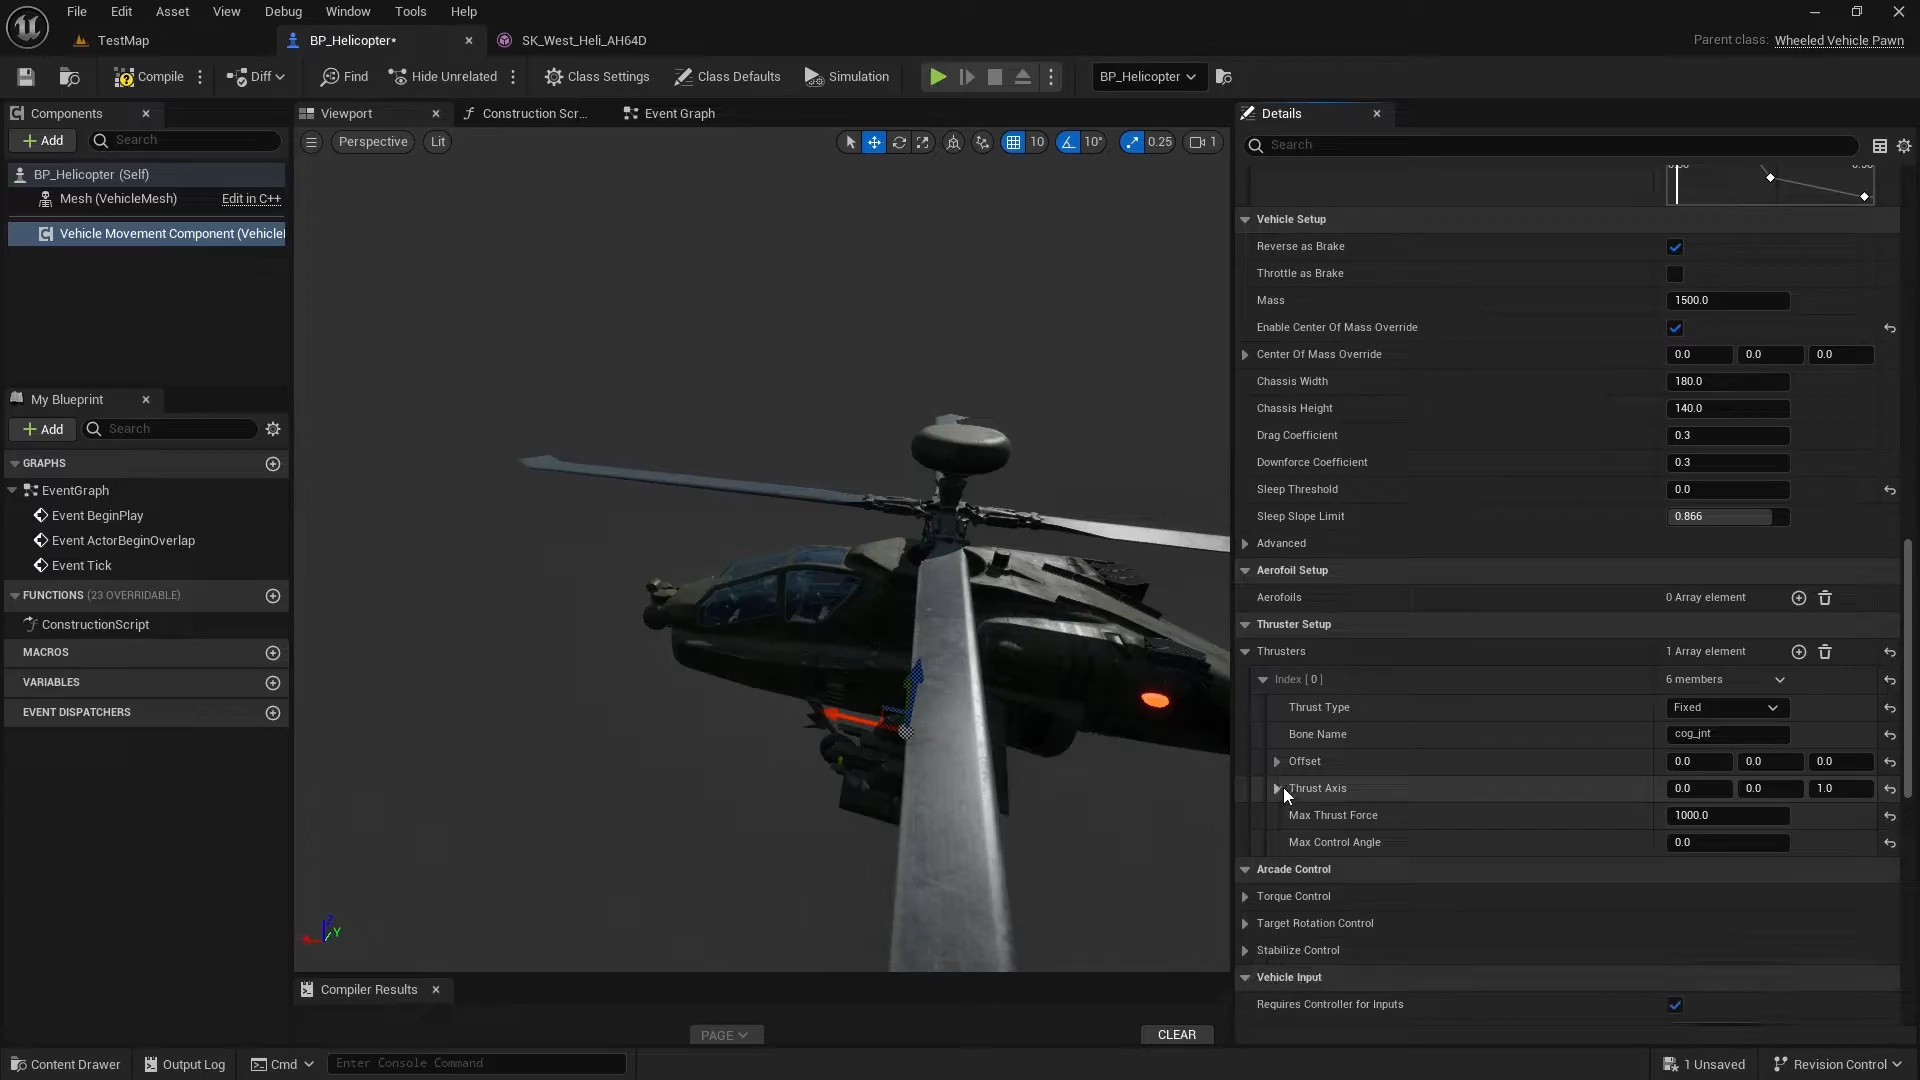 File Edit Asset View Debug Window Tools Help
TestMap BP_Helicopter* SK_West_Heli_AH64D Parent class: Wheeled Vehicle Pawn
Compile Diff Find Hide Unrelated Class Settings Class Defaults Simulation BP_Helicopter
Components Viewport Construction Scr... Event Graph Details
Add Search Perspective Lit 10 10° 0.25 1 Search
BP_Helicopter (Self)
Mesh (VehicleMesh) Edit in C++
Vehicle Movement Component (Vehicle
My Blueprint
Add Search
GRAPHS
EventGraph
Event BeginPlay
Event ActorBeginOverlap
Event Tick
FUNCTIONS (23 OVERRIDABLE)
ConstructionScript
MACROS
VARIABLES
EVENT DISPATCHERS
Z
Y
Vehicle Setup
Reverse as Brake
Throttle as Brake
Mass 1500.0
Enable Center Of Mass Override
Center Of Mass Override 0.0 0.0 0.0
Chassis Width 180.0
Chassis Height 140.0
Drag Coefficient 0.3
Downforce Coefficient 0.3
Sleep Threshold 0.0
Sleep Slope Limit 0.866
Advanced
Aerofoil Setup
Aerofoils 0 Array element
Thruster Setup
Thrusters 1 Array element
Index [ 0 ] 6 members
Thrust Type Fixed
Bone Name cog_jnt
Offset 0.0 0.0 0.0
Thrust Axis 0.0 0.0 1.0
Max Thrust Force 1000.0
Max Control Angle 0.0
Arcade Control
Torque Control
Target Rotation Control
Stabilize Control
Vehicle Input
Requires Controller for Inputs
Compiler Results
PAGE CLEAR
Content Drawer Output Log Cmd Enter Console Command 1 Unsaved Revision Control